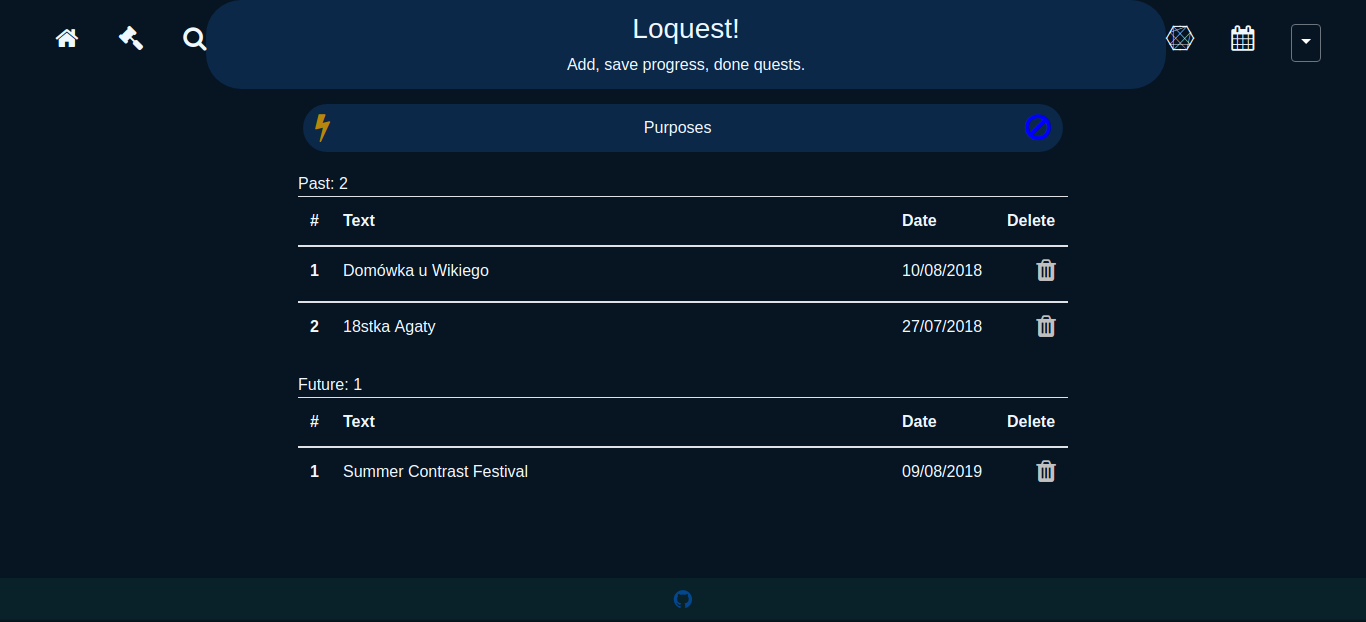 Loquest!
Add, save progress, done quests.
Purposes
Past: 2
# Text Date Delete
1 Domówka u Wikiego 10/08/2018
2 18stka Agaty 27/07/2018
Future: 1
# Text Date Delete
1 Summer Contrast Festival 09/08/2019